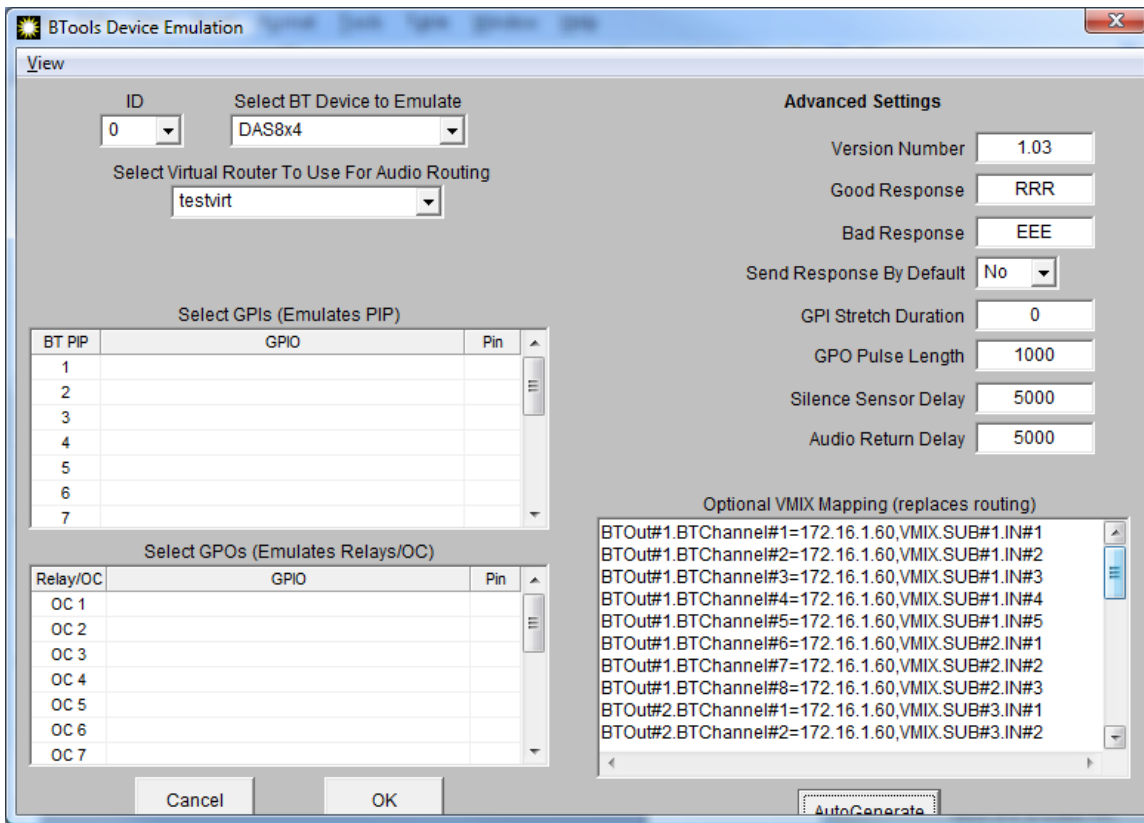 BTools Device Emulation
View
ID
Select BT Device to Emulate
0
DAS8x4
Select Virtual Router To Use For Audio Routing
testvirt
Select GPIs (Emulates PIP)
BT PIP GPIO Pin
1
2
3
4
5
6
7
Select GPOs (Emulates Relays/OC)
Relay/OC GPIO Pin
OC 1
OC 2
OC 3
OC 4
OC 5
OC 6
OC 7
Cancel
OK
Advanced Settings
Version Number 1.03
Good Response RRR
Bad Response EEE
Send Response By Default No
GPI Stretch Duration 0
GPO Pulse Length 1000
Silence Sensor Delay 5000
Audio Return Delay 5000
Optional VMIX Mapping (replaces routing)
BTOut#1.BTChannel#1=172.16.1.60,VMIX.SUB#1.IN#1
BTOut#1.BTChannel#2=172.16.1.60,VMIX.SUB#1.IN#2
BTOut#1.BTChannel#3=172.16.1.60,VMIX.SUB#1.IN#3
BTOut#1.BTChannel#4=172.16.1.60,VMIX.SUB#1.IN#4
BTOut#1.BTChannel#5=172.16.1.60,VMIX.SUB#1.IN#5
BTOut#1.BTChannel#6=172.16.1.60,VMIX.SUB#2.IN#1
BTOut#1.BTChannel#7=172.16.1.60,VMIX.SUB#2.IN#2
BTOut#1.BTChannel#8=172.16.1.60,VMIX.SUB#2.IN#3
BTOut#2.BTChannel#1=172.16.1.60,VMIX.SUB#3.IN#1
BTOut#2.BTChannel#2=172.16.1.60,VMIX.SUB#3.IN#2
AutoGenerate